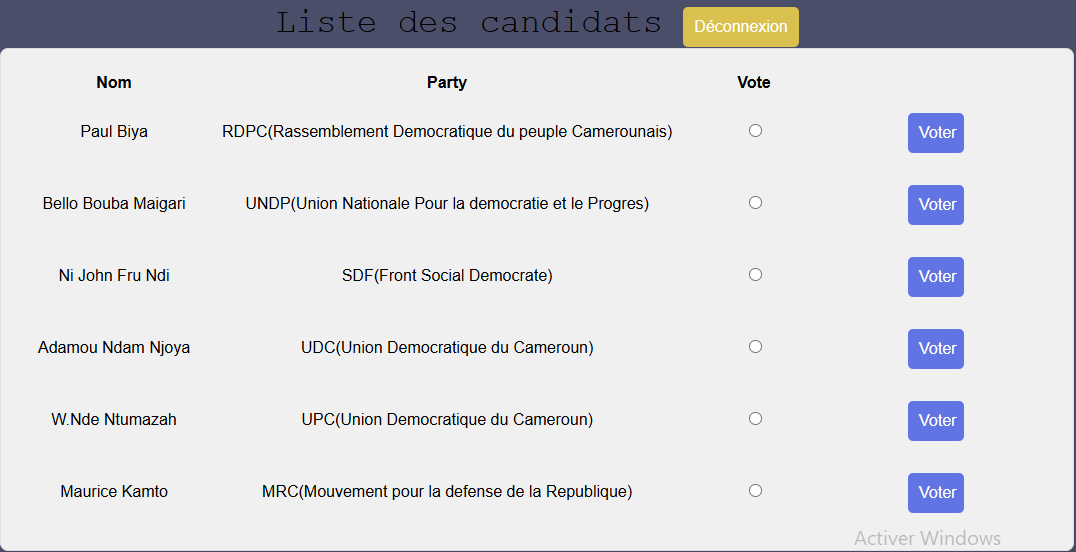 Liste des candidats Déconnexion
Nom Party Vote
Paul Biya RDPC(Rassemblement Democratique du peuple Camerounais) Voter
Bello Bouba Maigari UNDP(Union Nationale Pour la democratie et le Progres) Voter
Ni John Fru Ndi SDF(Front Social Democrate) Voter
Adamou Ndam Njoya UDC(Union Democratique du Cameroun) Voter
W.Nde Ntumazah UPC(Union Democratique du Cameroun) Voter
Maurice Kamto MRC(Mouvement pour la defense de la Republique) Voter
Activer Windows